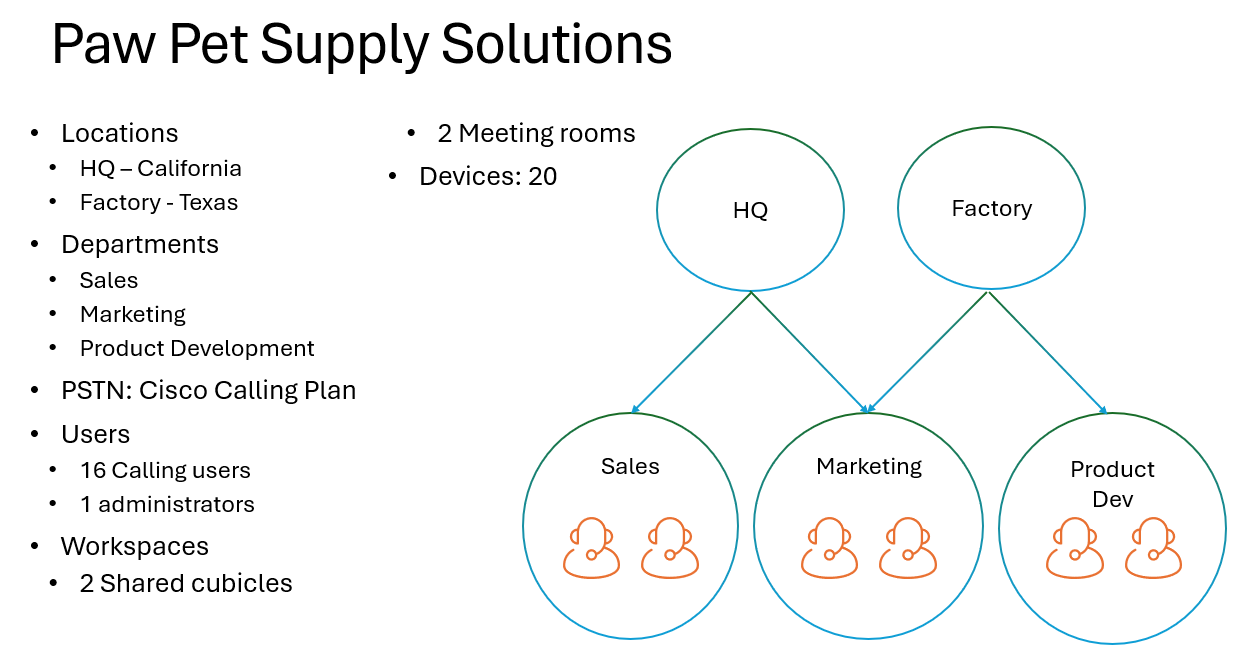 Paw Pet Supply Solutions
• Locations
• HQ – California
• Factory - Texas
• Departments
• Sales
• Marketing
• Product Development
• PSTN: Cisco Calling Plan
• Users
• 16 Calling users
• 1 administrators
• Workspaces
• 2 Shared cubicles
• 2 Meeting rooms
• Devices: 20
HQ
Factory
Sales
Marketing
Product
Dev